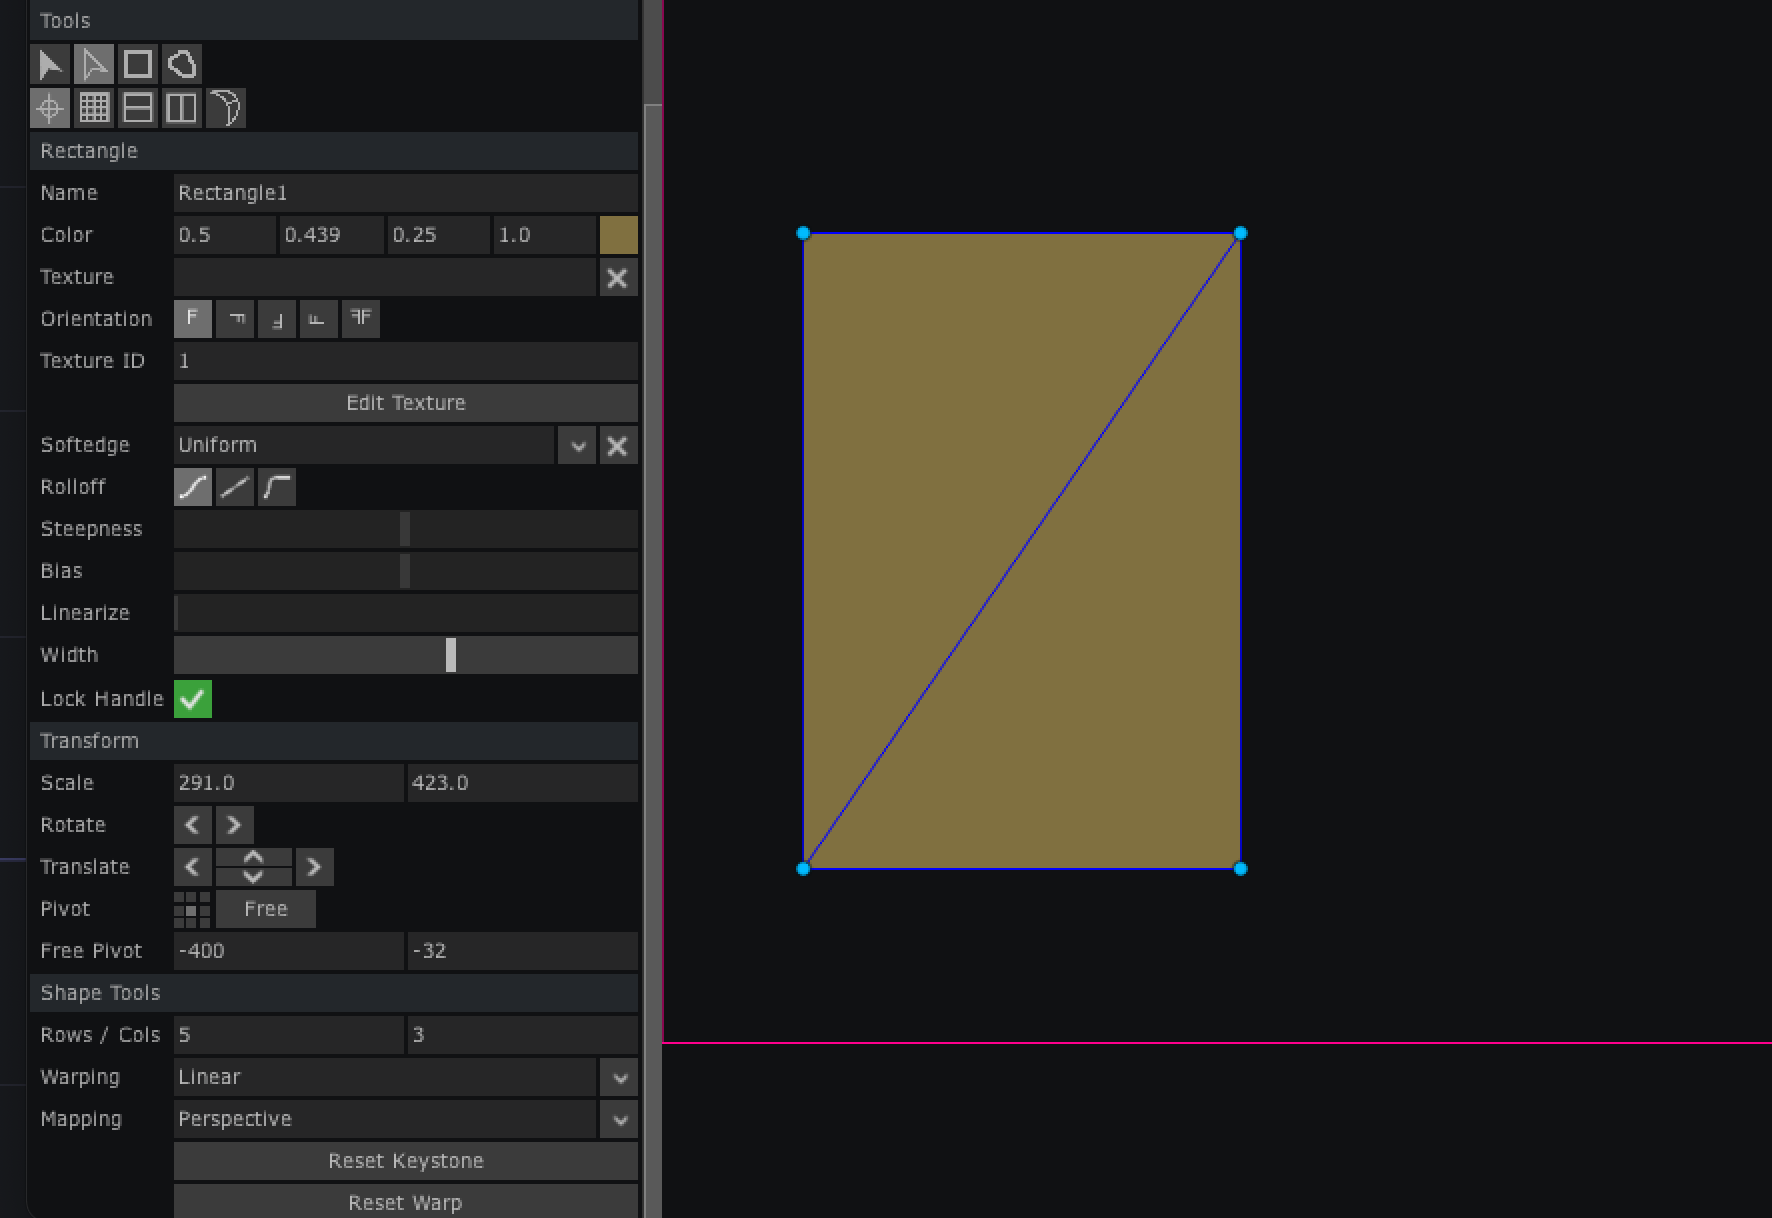 Tools
Rectangle
Name Rectangle1
Color 0.5 0.439 0.25 1.0
Texture
Orientation F F F F FF
Texture ID 1
Edit Texture
Softedge Uniform
Rolloff
Steepness
Bias
Linearize
Width
Lock Handle
Transform
Scale 291.0 423.0
Rotate
Translate
Pivot Free
Free Pivot -400 -32
Shape Tools
Rows / Cols 5 3
Warping Linear
Mapping Perspective
Reset Keystone
Reset Warp